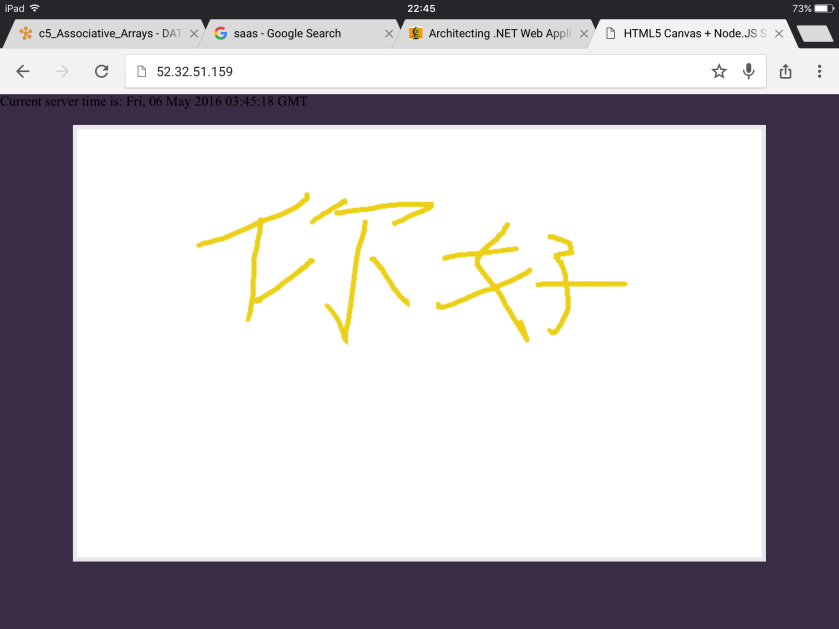 iPad 22:45 73%
c5_Associative_Arrays - DAT saas - Google Search Architecting .NET Web Appli HTML5 Canvas + Node.JS S
52.32.51.159
Current server time is: Fri, 06 May 2016 03:45:18 GMT
你好